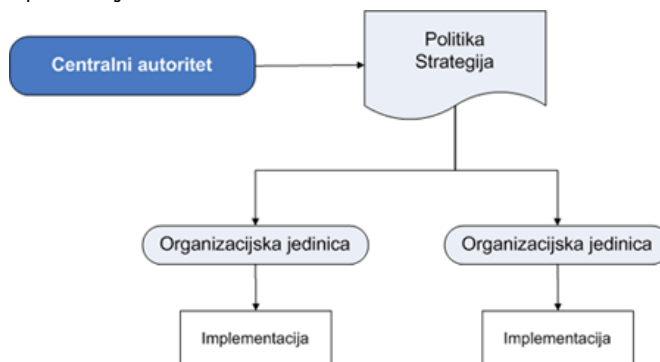 Centralni autoritet
Politika
Strategija
Organizacijska jedinica
Organizacijska jedinica
Implementacija
Implementacija